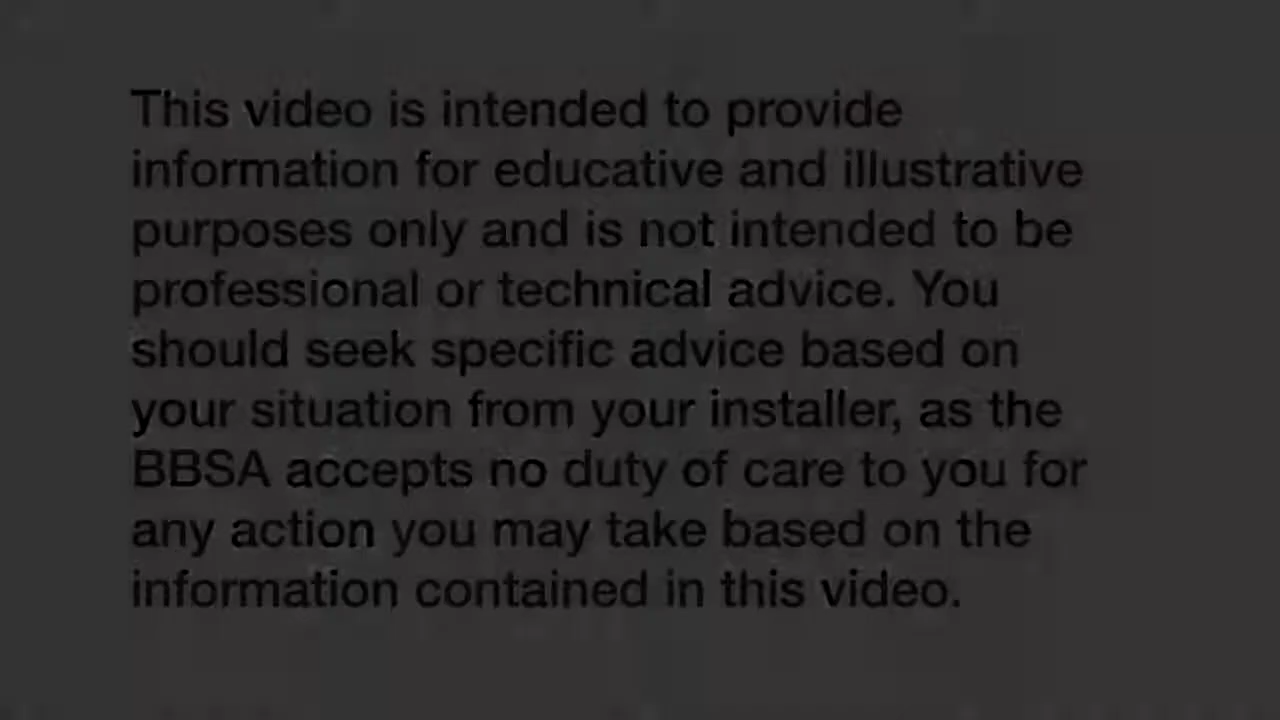 This video is intended to provide
information for educative and illustrative
purposes only and is not intended to be
professional or technical advice. You
should seek specific advice based on
your situation from your installer, as the
BBSA accepts no duty of care to you for
any action you may take based on the
information contained in this video.